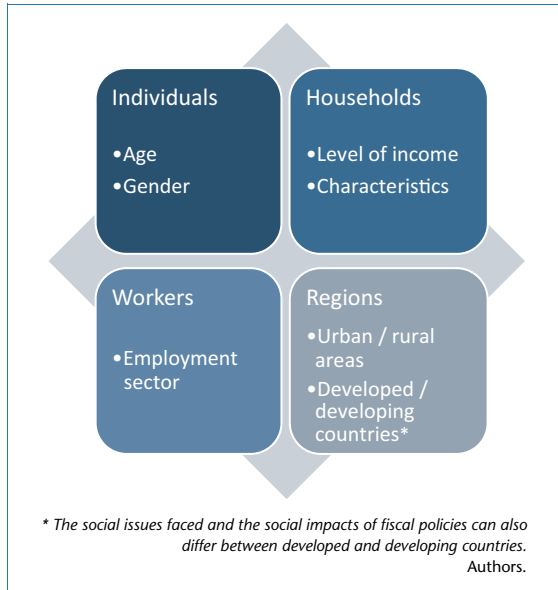 Individuals
•Age
•Gender
Households
•Level of income
•Characteristics
Workers
•Employment
sector
Regions
•Urban / rural
areas
•Developed /
developing
countries*
* The social issues faced and the social impacts of fiscal policies can also
differ between developed and developing countries.
Authors.